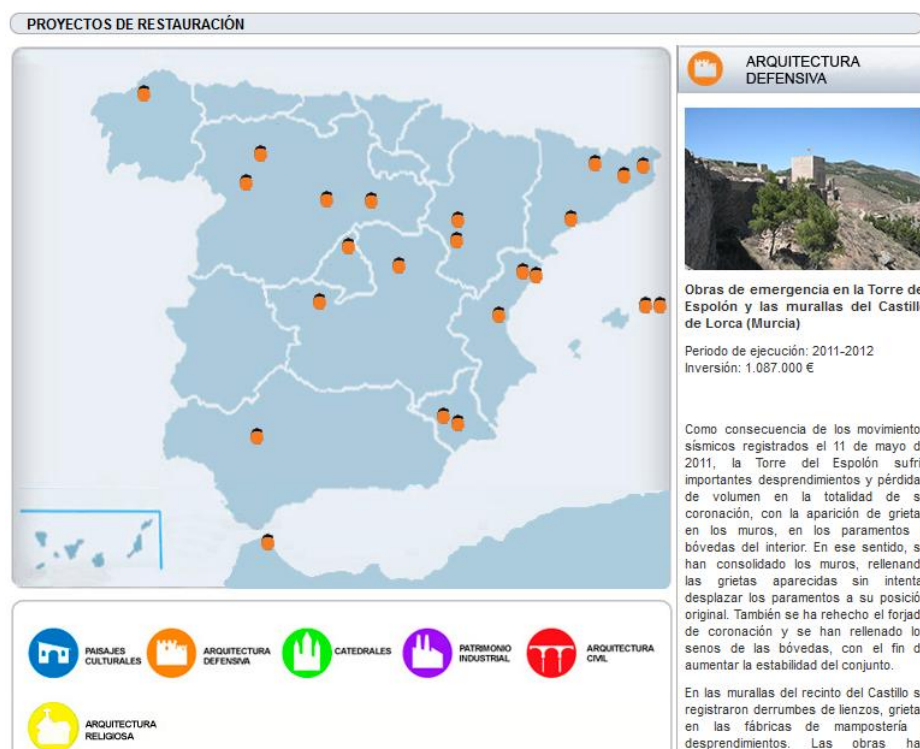 PROYECTOS DE RESTAURACIÓN
ARQUITECTURA
DEFENSIVA
Obras de emergencia en la Torre de
Espolón y las murallas del Castill
de Lorca (Murcia)
Periodo de ejecución: 2011-2012
Inversión: 1.087.000 €
Como consecuencia de los movimiento
sísmicos registrados el 11 de mayo d
2011, la Torre del Espolón sufri
importantes desprendimientos y pérdida
de volumen en la totalidad de s
coronación, con la aparición de grieta
en los muros, en los paramentos
bóvedas del interior. En ese sentido, s
han consolidado los muros, rellenand
las grietas aparecidas sin intenta
desplazar los paramentos a su posició
original. También se ha rehecho el forjad
de coronación y se han rellenado lo
senos de las bóvedas, con el fin d
aumentar la estabilidad del conjunto.
En las murallas del recinto del Castillo s
registraron derrumbes de lienzos, grieta
en las fábricas de mampostería
desprendimientos. Las obras ha
PAISAJES
CULTURALES
ARQUITECTURA
DEFENSIVA
CATEDRALES
PATRIMONIO
INDUSTRIAL
ARQUITECTURA
CIVIL
ARQUITECTURA
RELIGIOSA